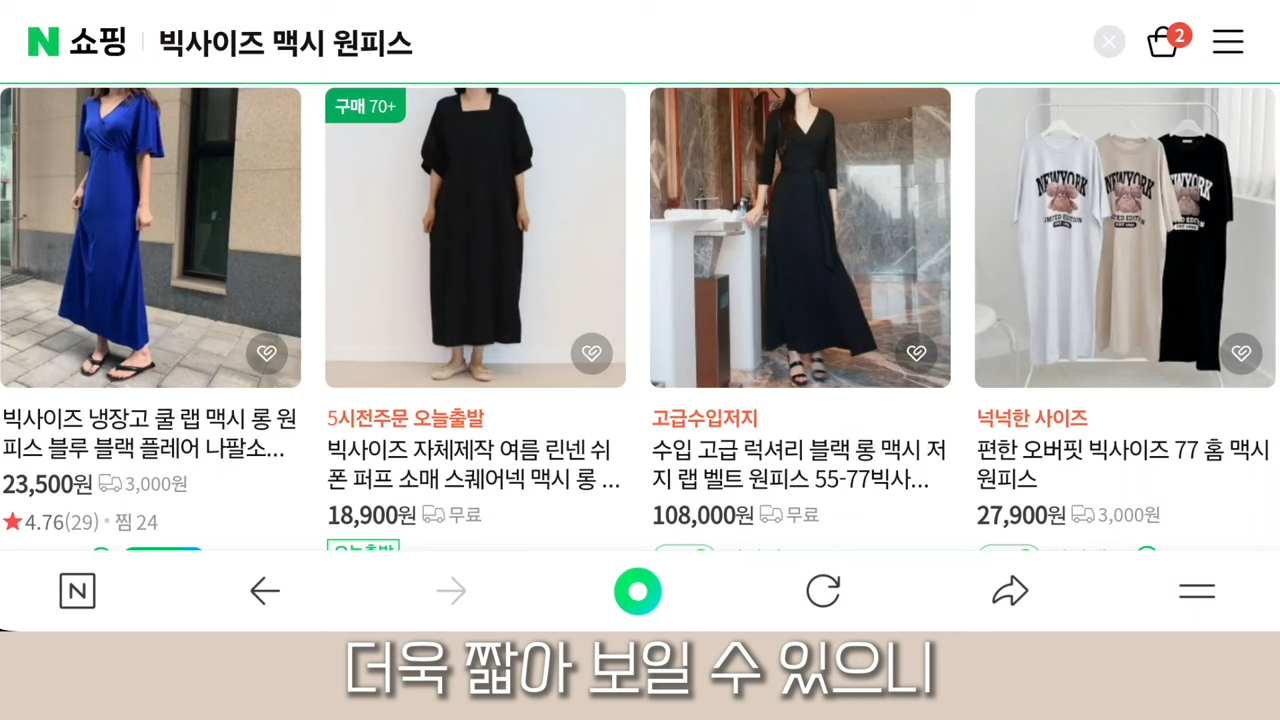 N 쇼핑 빅사이즈 맥시 원피스
2
구매 70+
NEWYORK
LIMITED EDITION
NEWYORK
NEWYORK
빅사이즈 냉장고 쿨 랩 맥시 롱 원
피스 블루 블랙 플레어 나팔소...
23,500원 3,000원
★4.76(29) • 찜 24
5시전주문 오늘출발
빅사이즈 자체제작 여름 린넨 쉬
폰 퍼프 소매 스퀘어넥 맥시 롱 ...
18,900원 무료
고급수입저지
수입 고급 럭셔리 블랙 롱 맥시 저
지 랩 벨트 원피스 55-77빅사...
108,000원 무료
넉넉한 사이즈
편한 오버핏 빅사이즈 77 홈 맥시
원피스
27,900원 3,000원
N
더욱 짧아 보일 수 있으니